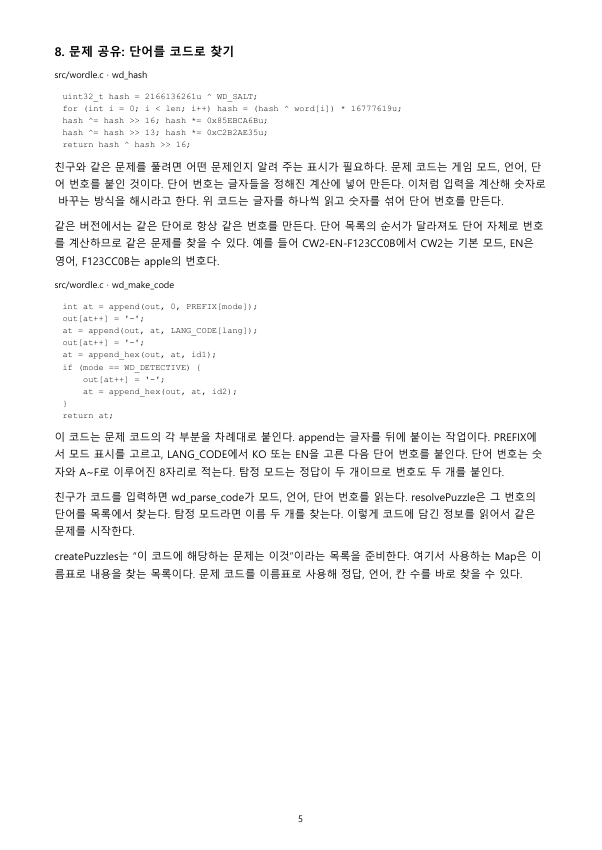 8. 문제 공유: 단어를 코드로 찾기
src/wordle.c · wd_hash
uint32_t hash = 2166136261u ^ WD_SALT;
for (int i = 0; i < len; i++) hash = (hash ^ word[i]) * 16777619u;
hash ^= hash >> 16; hash *= 0x85EBCA6Bu;
hash ^= hash >> 13; hash *= 0xC2B2AE35u;
return hash ^ hash >> 16;
친구와 같은 문제를 풀려면 어떤 문제인지 알려 주는 표시가 필요하다. 문제 코드는 게임 모드, 언어, 단
어 번호를 붙인 것이다. 단어 번호는 글자들을 정해진 계산에 넣어 만든다. 이처럼 입력을 계산해 숫자로
바꾸는 방식을 해시라고 한다. 위 코드는 글자를 하나씩 읽고 숫자를 섞어 단어 번호를 만든다.
같은 버전에서는 같은 단어로 항상 같은 번호를 만든다. 단어 목록의 순서가 달라져도 단어 자체로 번호
를 계산하므로 같은 문제를 찾을 수 있다. 예를 들어 CW2-EN-F123CC0B에서 CW2는 기본 모드, EN은
영어, F123CC0B는 apple의 번호다.
src/wordle.c · wd_make_code
int at = append(out, 0, PREFIX[mode]);
out[at++] = '-';
at = append(out, at, LANG_CODE[lang]);
out[at++] = '-';
at = append_hex(out, at, id1);
if (mode == WD_DETECTIVE) {
    out[at++] = '-';
    at = append_hex(out, at, id2);
}
return at;
이 코드는 문제 코드의 각 부분을 차례대로 붙인다. append는 글자를 뒤에 붙이는 작업이다. PREFIX에
서 모드 표시를 고르고, LANG_CODE에서 KO 또는 EN을 고른 다음 단어 번호를 붙인다. 단어 번호는 숫
자와 A~F로 이루어진 8자리로 적는다. 탐정 모드는 정답이 두 개이므로 번호도 두 개를 붙인다.
친구가 코드를 입력하면 wd_parse_code가 모드, 언어, 단어 번호를 읽는다. resolvePuzzle은 그 번호의
단어를 목록에서 찾는다. 탐정 모드라면 이름 두 개를 찾는다. 이렇게 코드에 담긴 정보를 읽어서 같은
문제를 시작한다.
createPuzzles는 “이 코드에 해당하는 문제는 이것”이라는 목록을 준비한다. 여기서 사용하는 Map은 이
름표로 내용을 찾는 목록이다. 문제 코드를 이름표로 사용해 정답, 언어, 칸 수를 바로 찾을 수 있다.
5